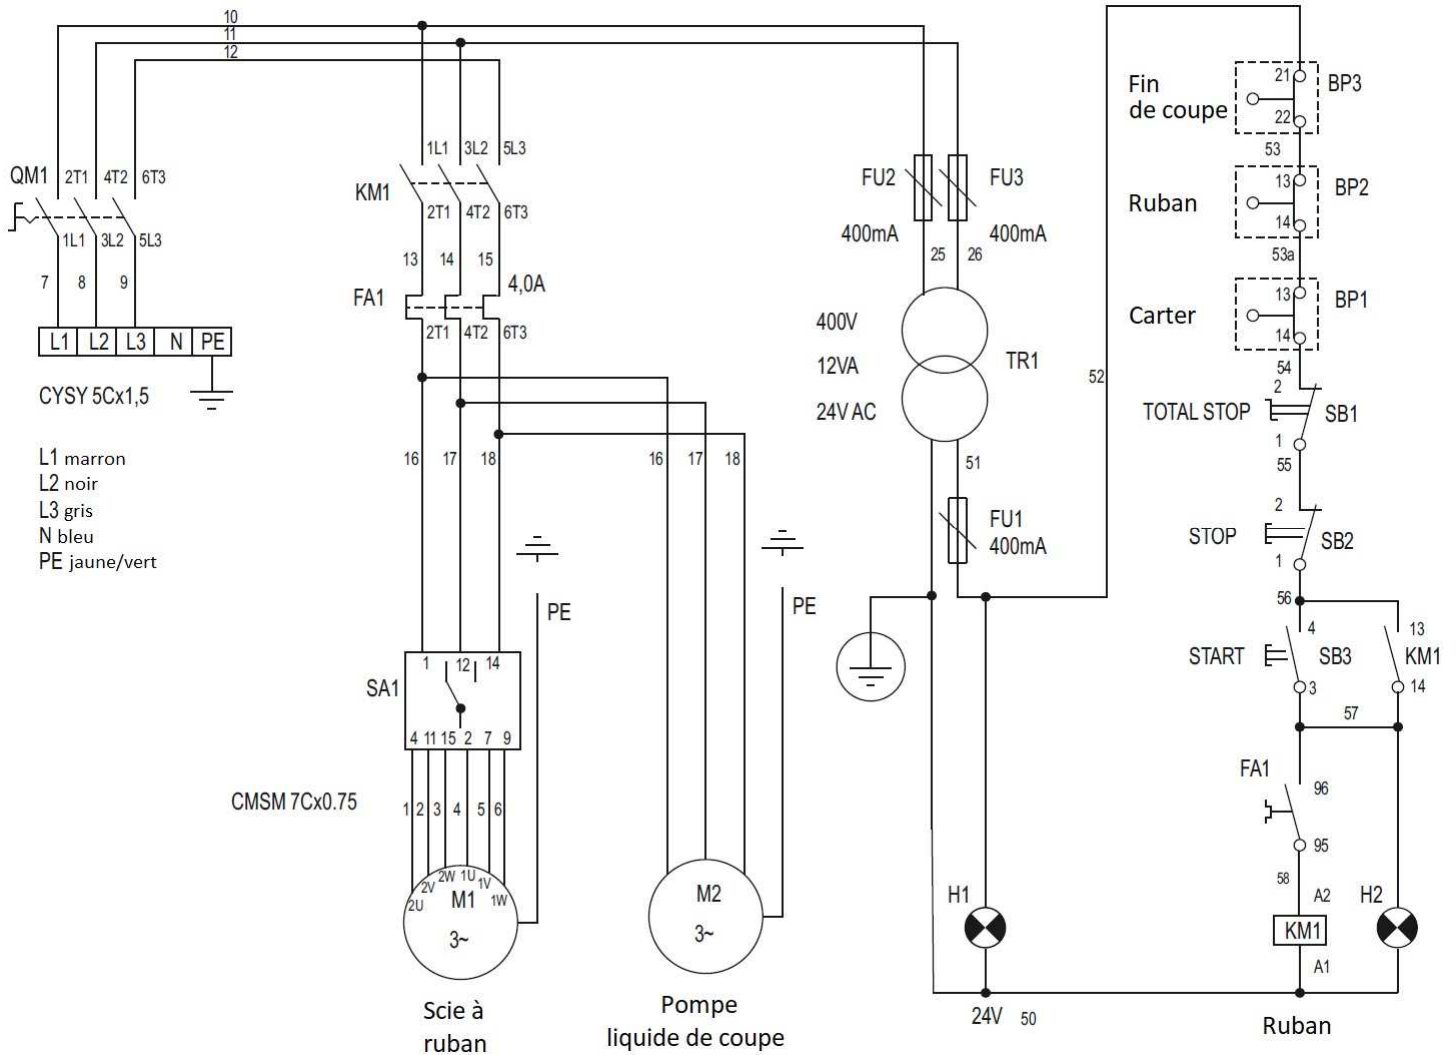 10
11
12
QM1 2T1 4T2 6T3
1L1 3L2 5L3
7 8 9
L1 L2 L3 N PE
CYSY 5Cx1,5
L1 marron
L2 noir
L3 gris
N bleu
PE jaune/vert
1L1 3L2 5L3
KM1
2T1 4T2 6T3
13 14 15
FA1 4,0A
2T1 4T2 6T3
16 17 18
16 17 18
PE
PE
1 12 14
SA1
4 11 15 2 7 9
CMSM 7Cx0.75
1 2 3 4 5 6
2U 2V 2W 1U 1V 1W
M1
3~
Scie à
ruban
M2
3~
Pompe
liquide de coupe
FU2 FU3
400mA 400mA
25 26
400V
12VA
24V AC
TR1
51
FU1
400mA
H1
24V 50
52
Fin
de coupe
21
22
BP3
53
Ruban
13
14
BP2
53a
Carter
13
14
BP1
54
2
TOTAL STOP SB1
1
55
2
STOP SB2
1
56
4 13
START SB3 KM1
3 14
57
FA1
96
95
58
A2
KM1
A1
H2
Ruban